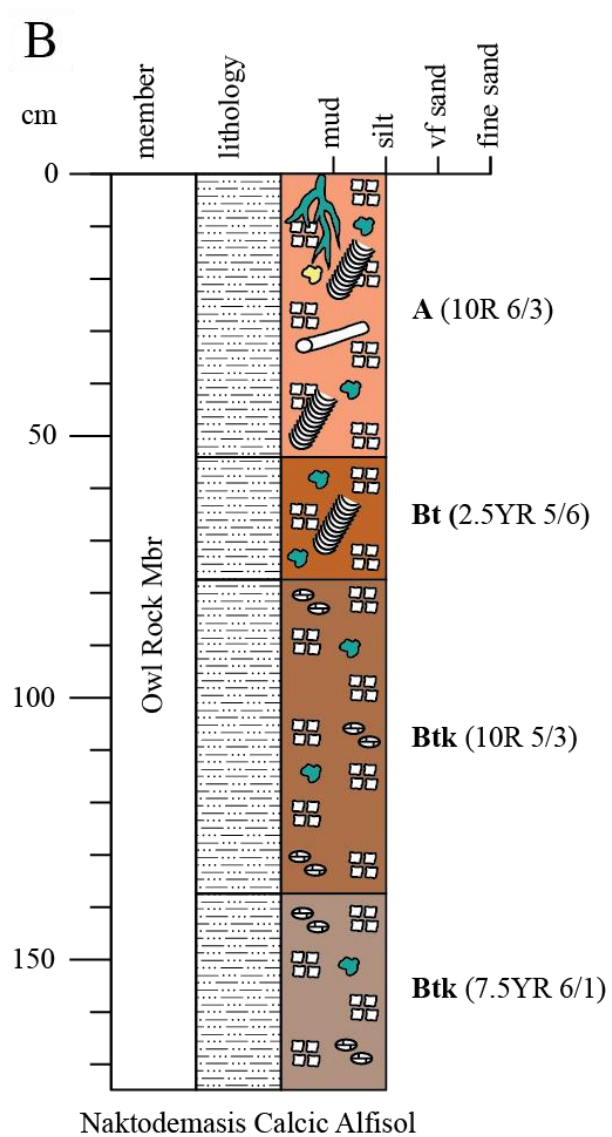 B
cm
member
lithology
mud
silt
vf sand
fine sand
0
50
100
150
Owl Rock Mbr
A (10R 6/3)
Bt (2.5YR 5/6)
Btk (10R 5/3)
Btk (7.5YR 6/1)
Naktodemasis Calcic Alfisol